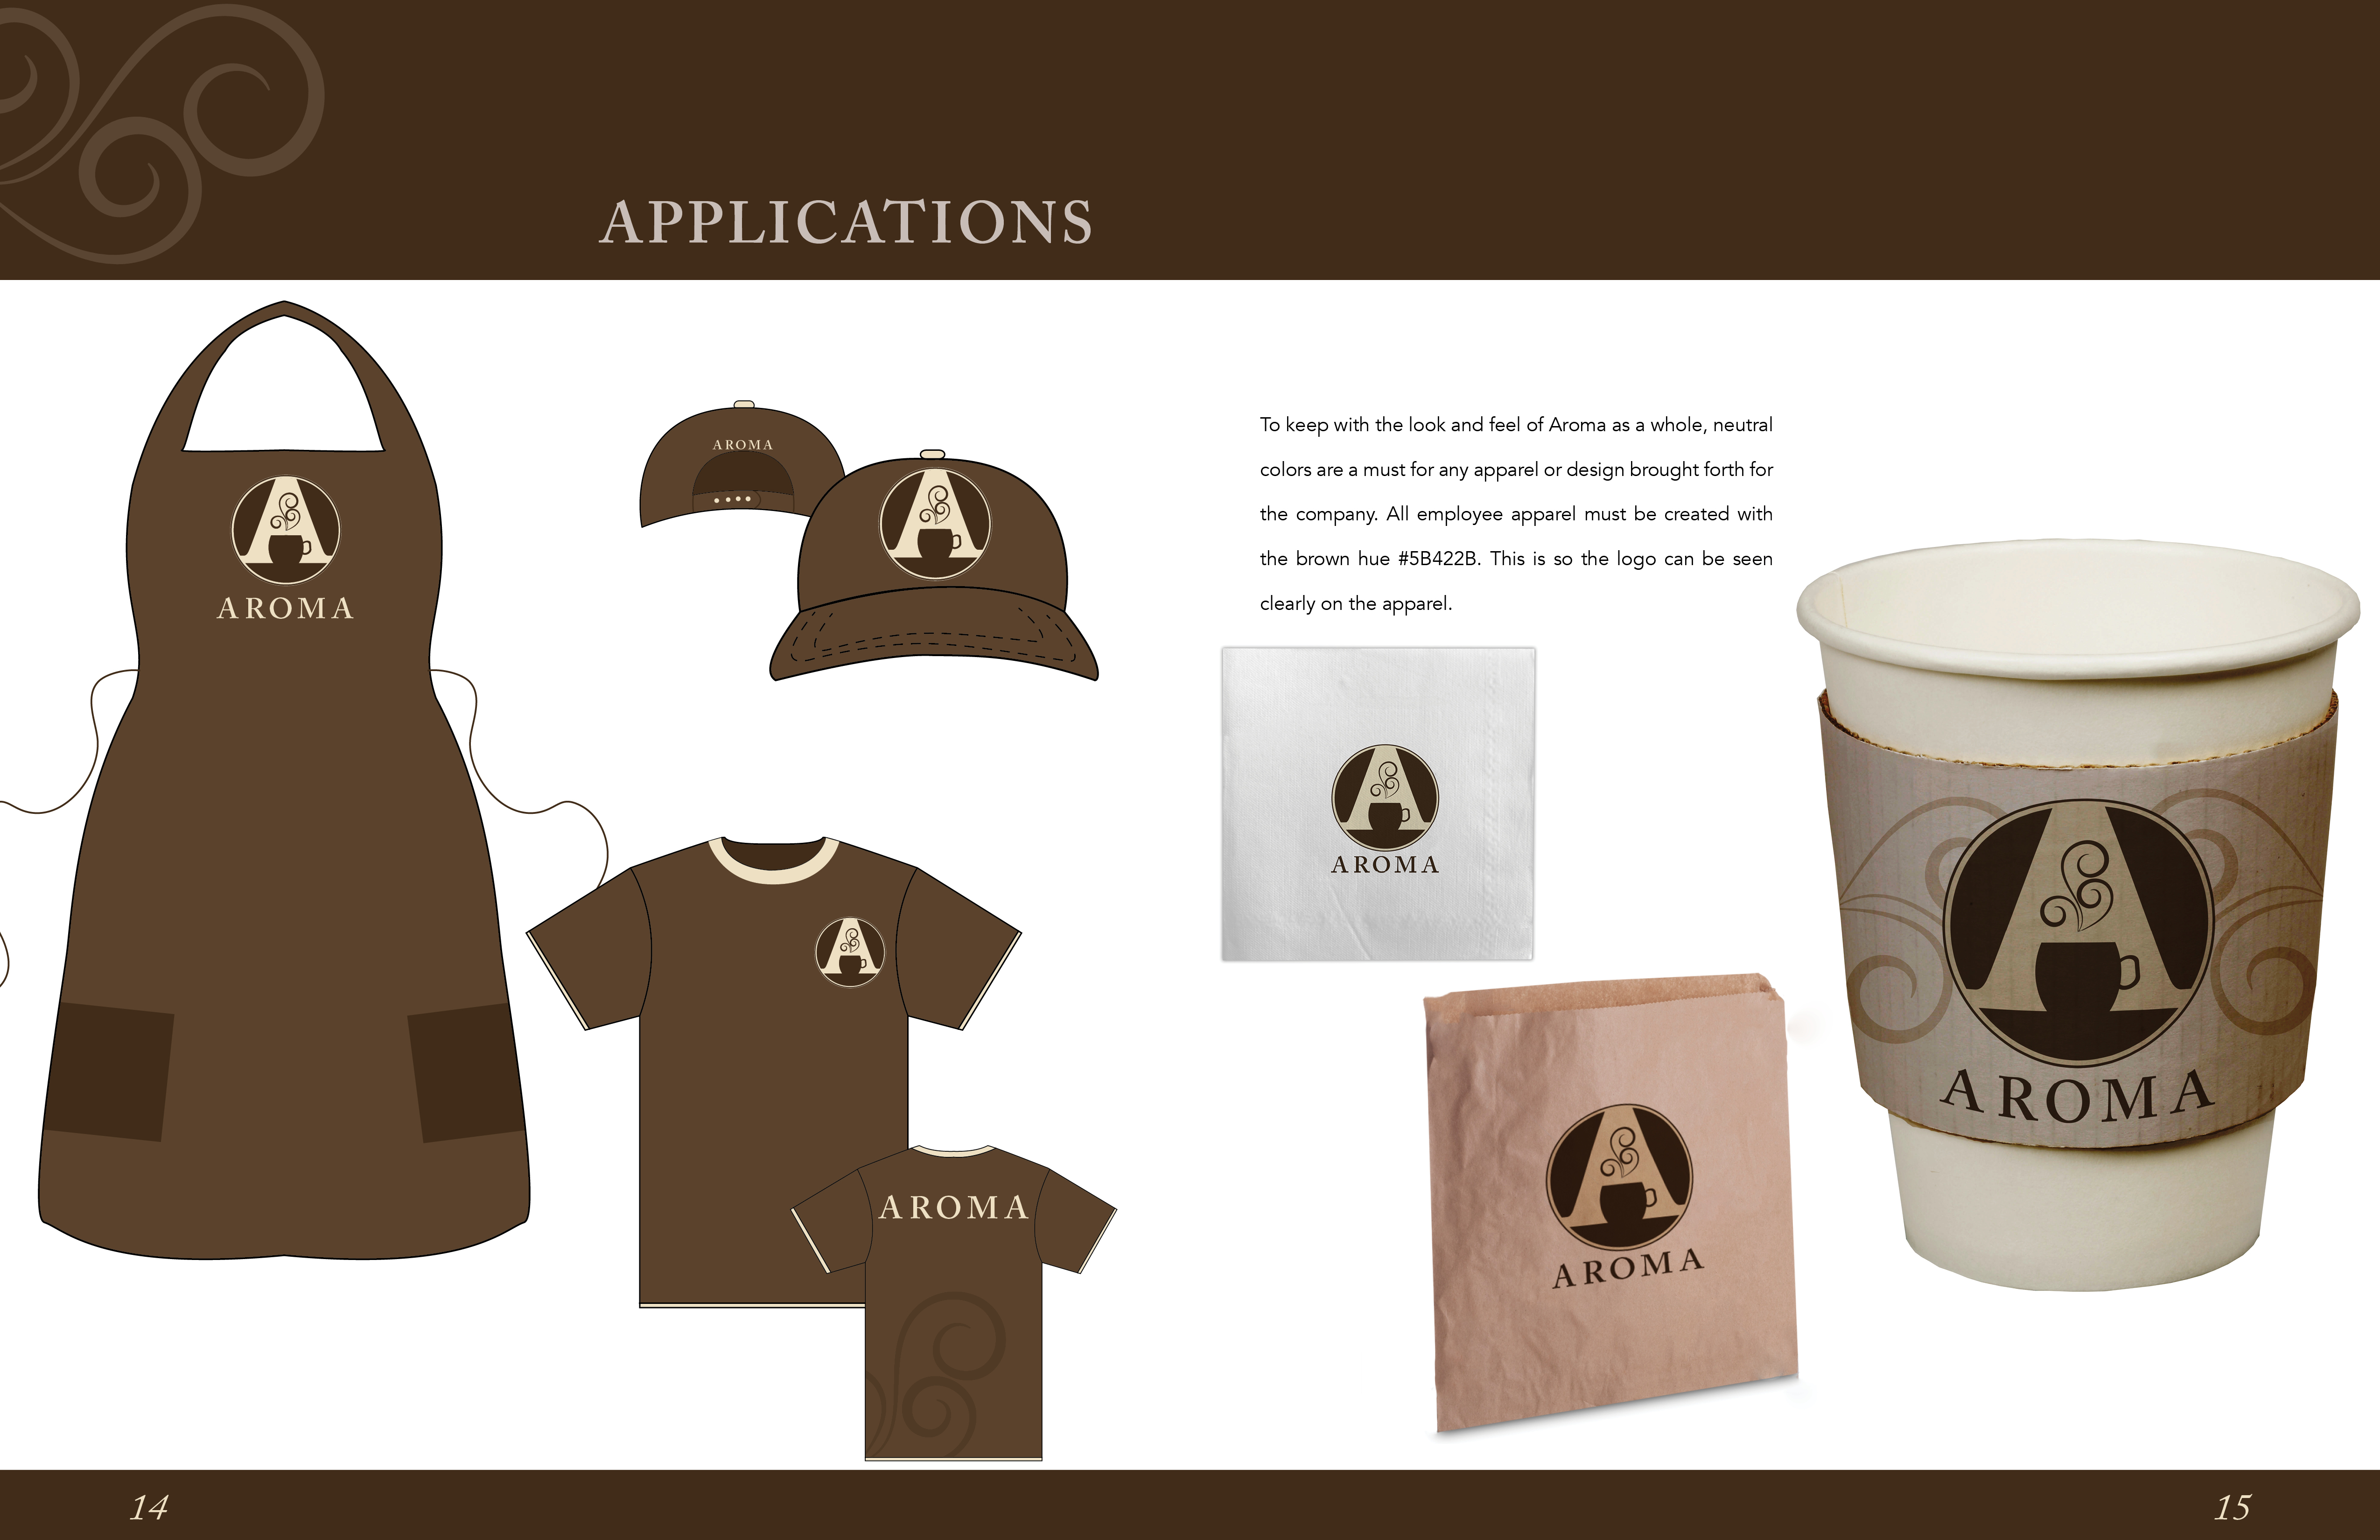 APPLICATIONS
AROMA
AROMA
AROMA
To keep with the look and feel of Aroma as a whole, neutral
colors are a must for any apparel or design brought forth for
the company. All employee apparel must be created with
the brown hue #5B422B. This is so the logo can be seen
clearly on the apparel.
A
AROMA
A
AROMA
A
AROMA
A
A
A
AROMA
14
15